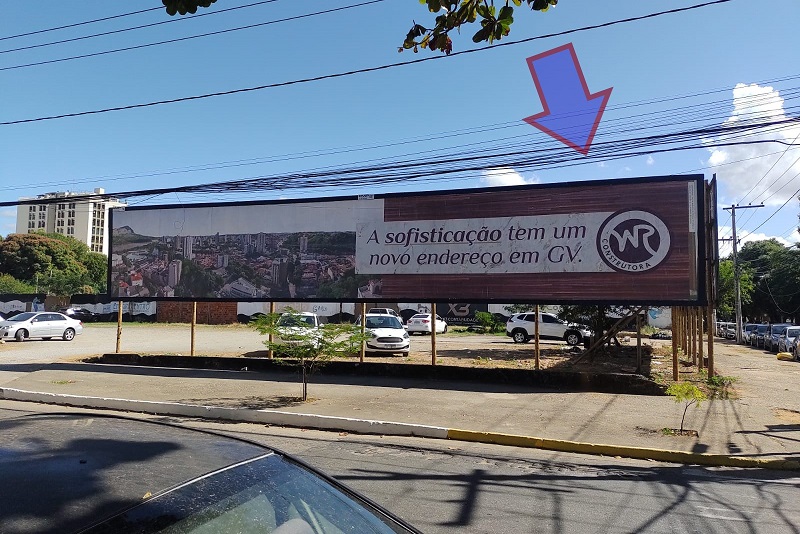 A sofisticação tem um
novo endereço em GV.
WR
CONSTRUTORA